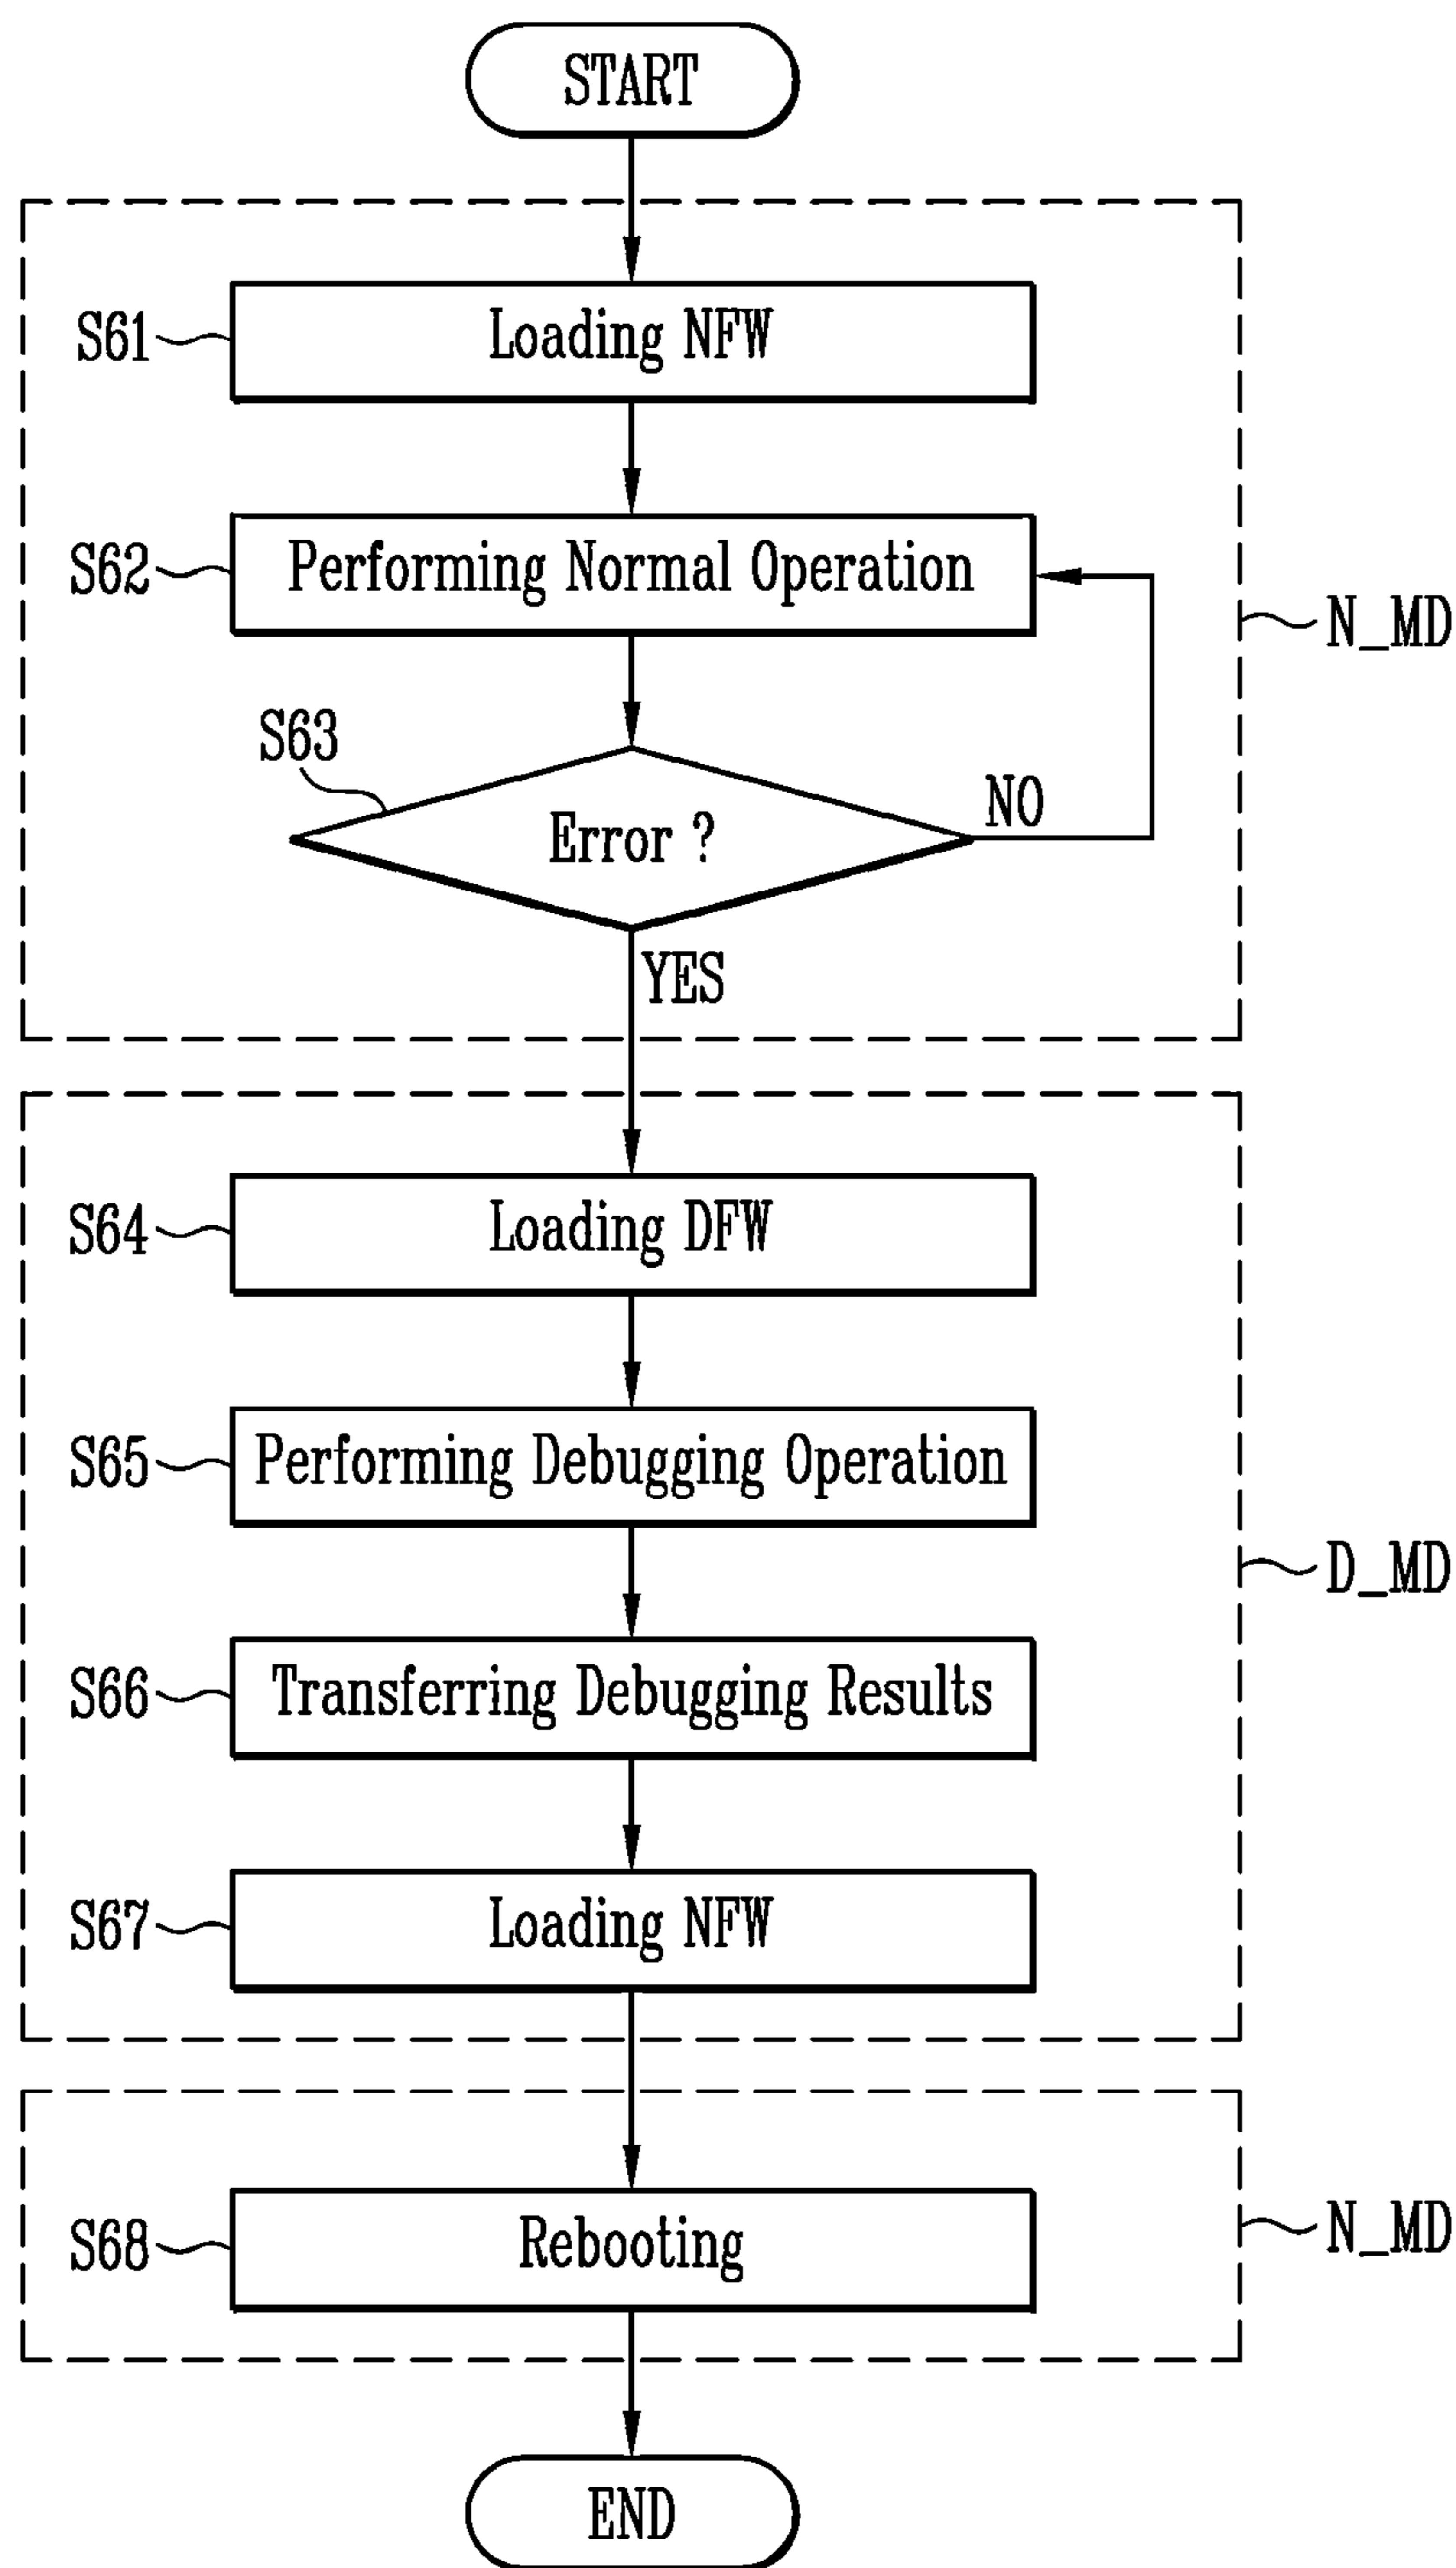 START
S61
Loading NFW
S62
Performing Normal Operation
N_MD
S63
Error ?
NO
YES
S64
Loading DFW
S65
Performing Debugging Operation
D_MD
S66
Transferring Debugging Results
S67
Loading NFW
S68
Rebooting
N_MD
END